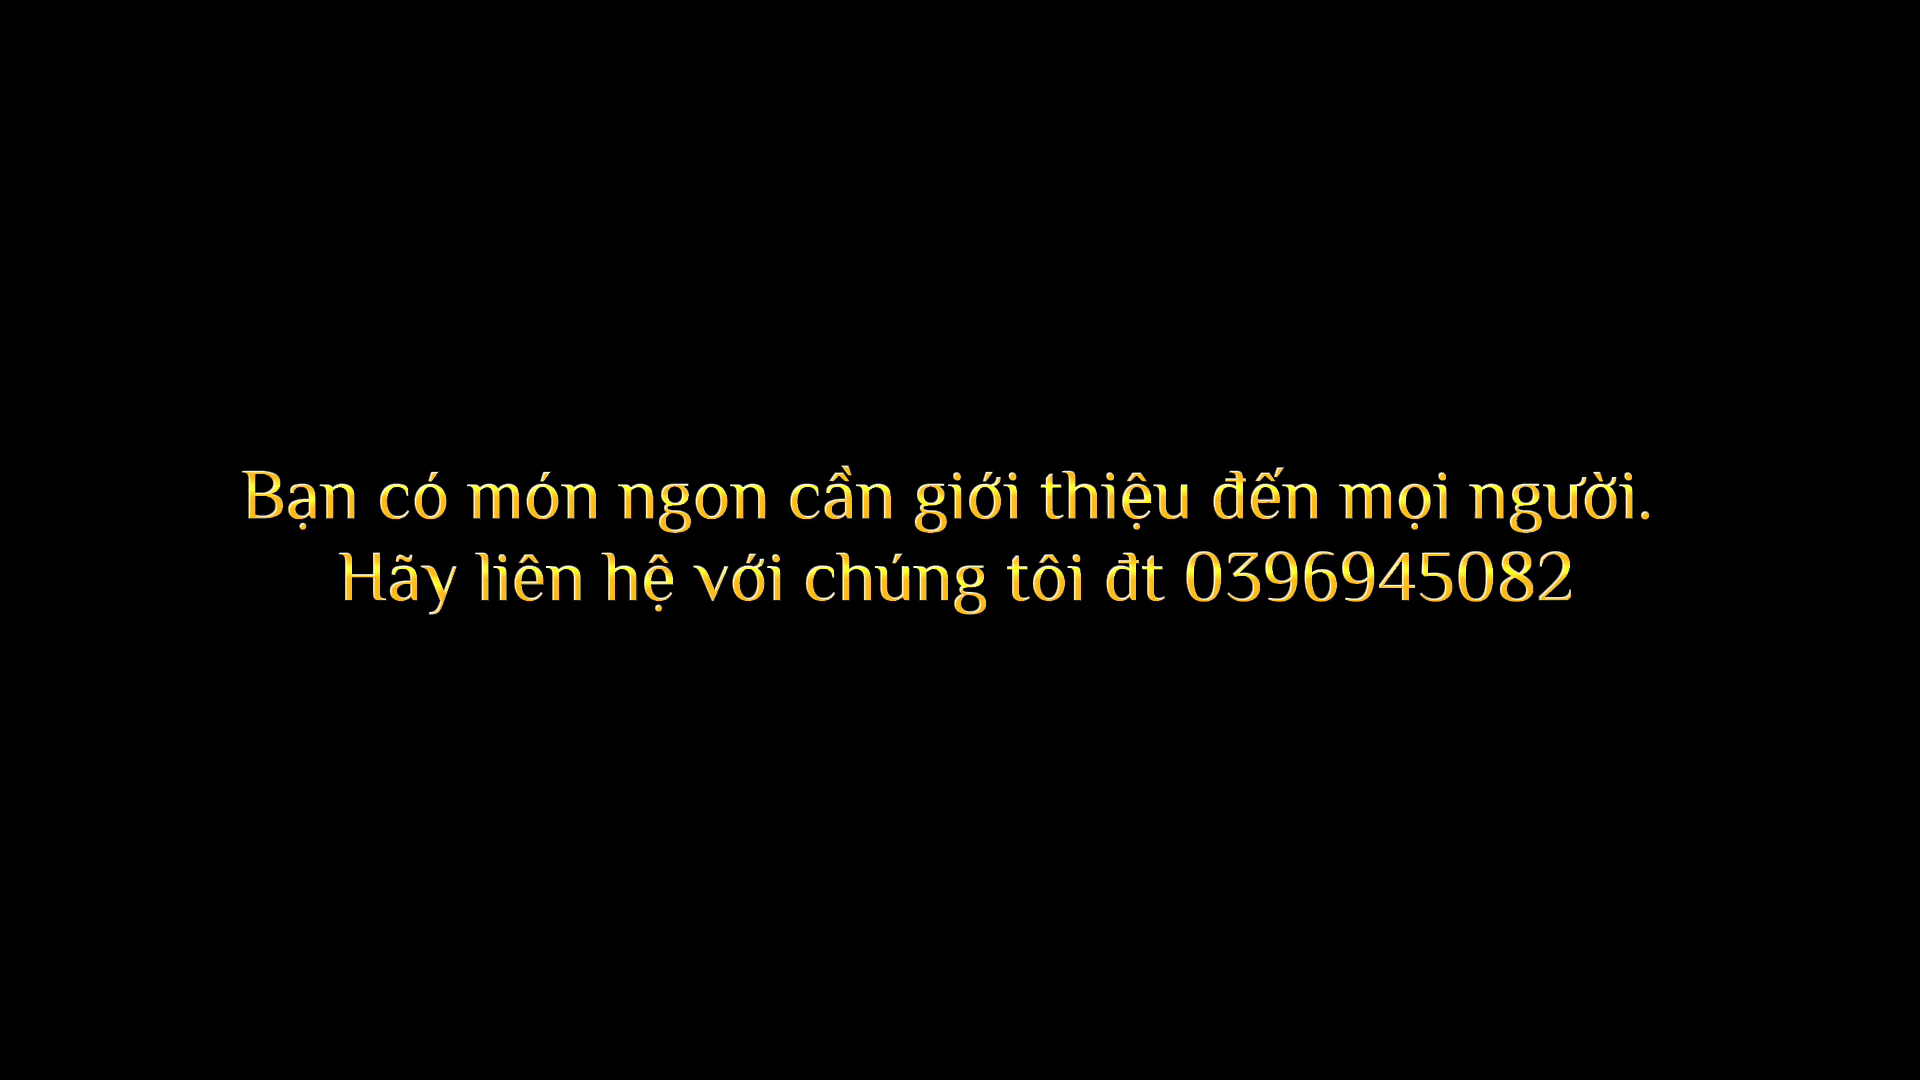 Bạn có món ngon cần giới thiệu đến mọi người.
Hãy liên hệ với chúng tôi đt 0396945082